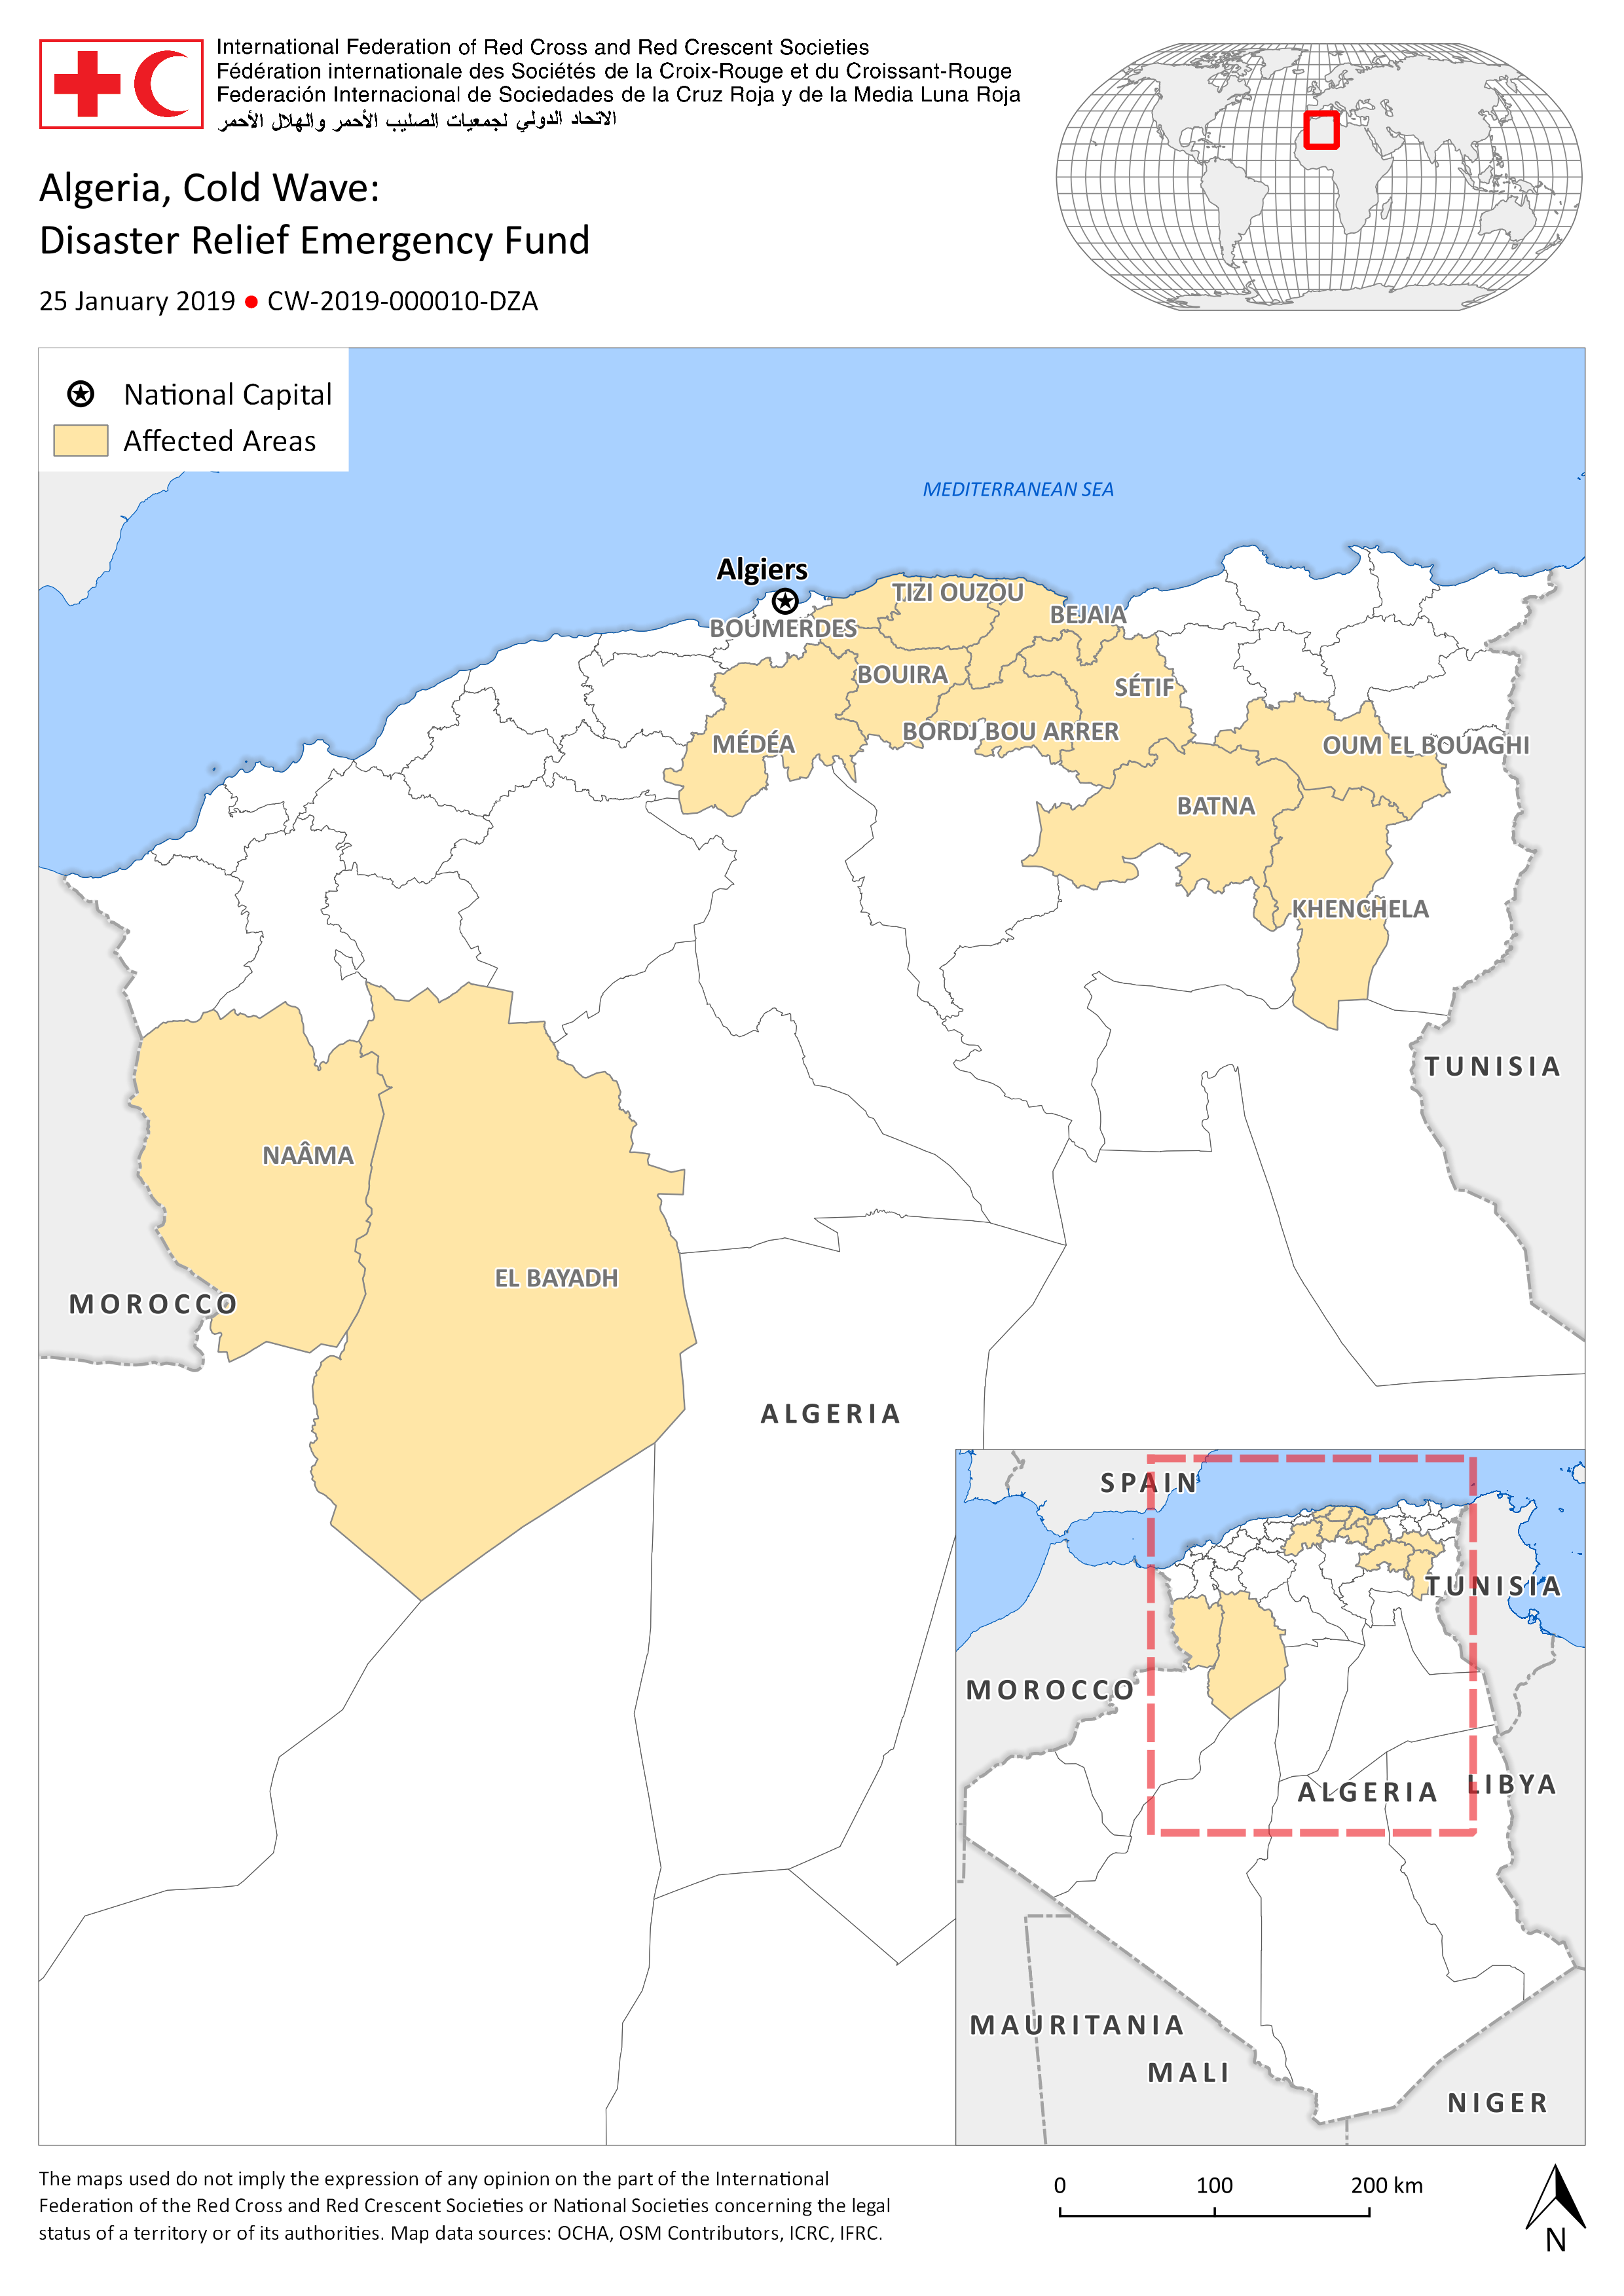 International Federation of Red Cross and Red Crescent Societies
Fédération internationale des Sociétés de la Croix-Rouge et du Croissant-Rouge
Federación Internacional de Sociedades de la Cruz Roja y de la Media Luna Roja
الاتحاد الدولي لجمعيات الصليب الأحمر والهلال الأحمر
Algeria, Cold Wave:
Disaster Relief Emergency Fund
25 January 2019 ● CW-2019-000010-DZA
National Capital
Affected Areas
MEDITERRANEAN SEA
Algiers
TIZI OUZOU
BEJAIA
BOUMERDES
BOUIRA
SÉTIF
BORDJ BOU ARRER
MÉDÉA
OUM EL BOUAGHI
BATNA
KHENCHELA
TUNISIA
NAÂMA
EL BAYADH
MOROCCO
ALGERIA
SPAIN
TUNISIA
MOROCCO
ALGERIA
LIBYA
MAURITANIA
MALI
NIGER
The maps used do not imply the expression of any opinion on the part of the International
Federation of the Red Cross and Red Crescent Societies or National Societies concerning the legal
status of a territory or of its authorities. Map data sources: OCHA, OSM Contributors, ICRC, IFRC.
0 100 200 km
N